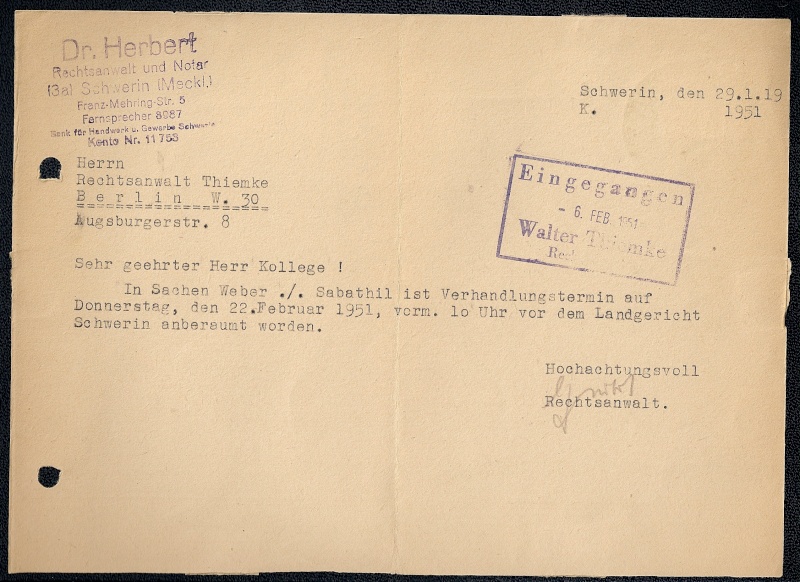 Dr. Herbert
Rechtsanwalt und Notar
(3a) Schwerin (Meckl.)
Franz-Mehring-Str. 5
Fernsprecher 3987
Bank für Handwerk u. Gewerbe Schwerin
Konto Nr. 11 753
Schwerin, den 29.1.19
K. 1951
Herrn
Rechtsanwalt Thiemke
Berlin W. 30
Augsburgerstr. 8
Eingegangen
- 6. FEB. 1951
Walter Thiemke
Sehr geehrter Herr Kollege !
In Sachen Weber ./. Sabathil ist Verhandlungstermin auf
Donnerstag, den 22.Februar 1951, vorm. lo Uhr vor dem Landgericht
Schwerin anberaumt worden.
Hochachtungsvoll
Rechtsanwalt.